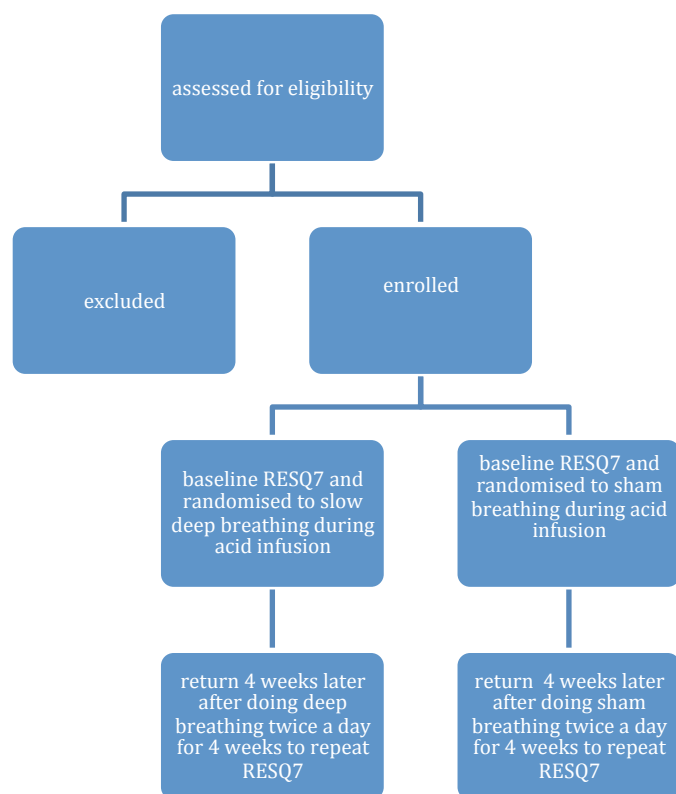 assessed for eligibility
excluded
enrolled
baseline RESQ7 and
randomised to slow
deep breathing during
acid infusion
baseline RESQ7 and
randomised to sham
breathing during acid
infusion
return 4 weeks later
after doing deep
breathing twice a day
for 4 weeks to repeat
RESQ7
return 4 weeks later
after doing sham
breathing twice a day
for 4 weeks to repeat
RESQ7